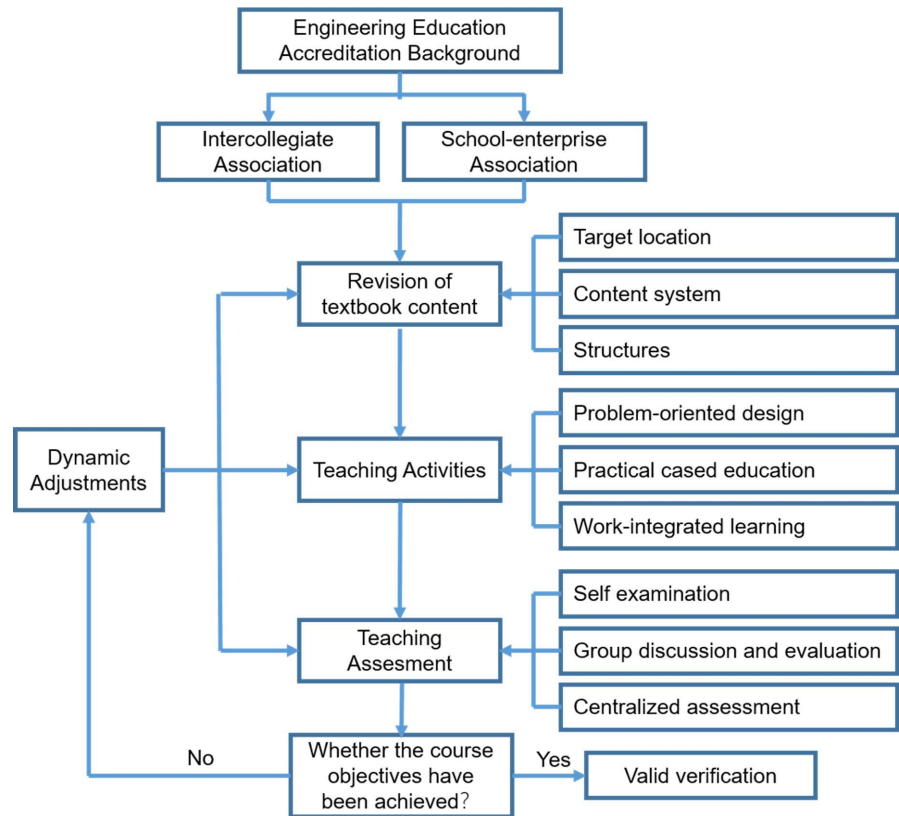 Engineering Education
Accreditation Background
Intercollegiate
Association
School-enterprise
Association
Revision of
textbook content
Target location
Content system
Structures
Dynamic
Adjustments
Teaching Activities
Problem-oriented design
Practical cased education
Work-integrated learning
Teaching
Assesment
Self examination
Group discussion and evaluation
Centralized assessment
Whether the course
objectives have
been achieved?
No
Yes
Valid verification